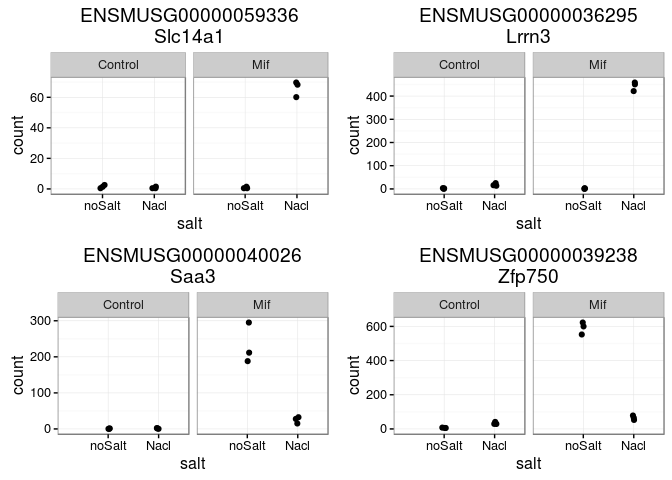 ENSMUSG00000059336
Slc14a1
Control Mif
60
40
20
0
count
noSalt Nacl noSalt Nacl
salt
ENSMUSG00000036295
Lrrn3
Control Mif
400
300
200
100
0
count
noSalt Nacl noSalt Nacl
salt
ENSMUSG00000040026
Saa3
Control Mif
300
200
100
0
count
noSalt Nacl noSalt Nacl
salt
ENSMUSG00000039238
Zfp750
Control Mif
600
400
200
0
count
noSalt Nacl noSalt Nacl
salt